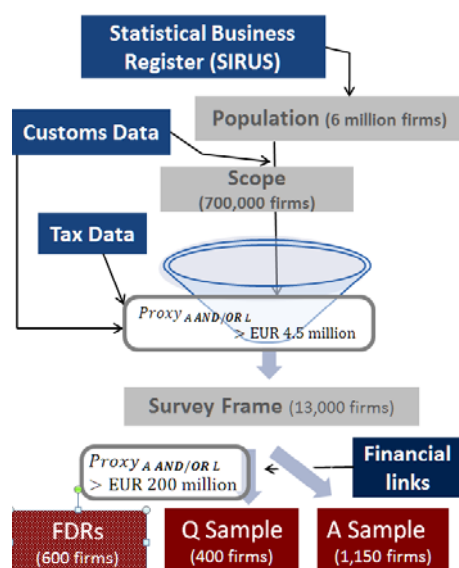 Statistical Business
Register (SIRUS)
Population (6 million firms)
Customs Data
Scope
(700,000 firms)
Tax Data
Proxy A AND/OR L
> EUR 4.5 million
Survey Frame (13,000 firms)
Proxy A AND/OR L
> EUR 200 million
Financial
links
FDRs
(600 firms)
Q Sample
(400 firms)
A Sample
(1,150 firms)